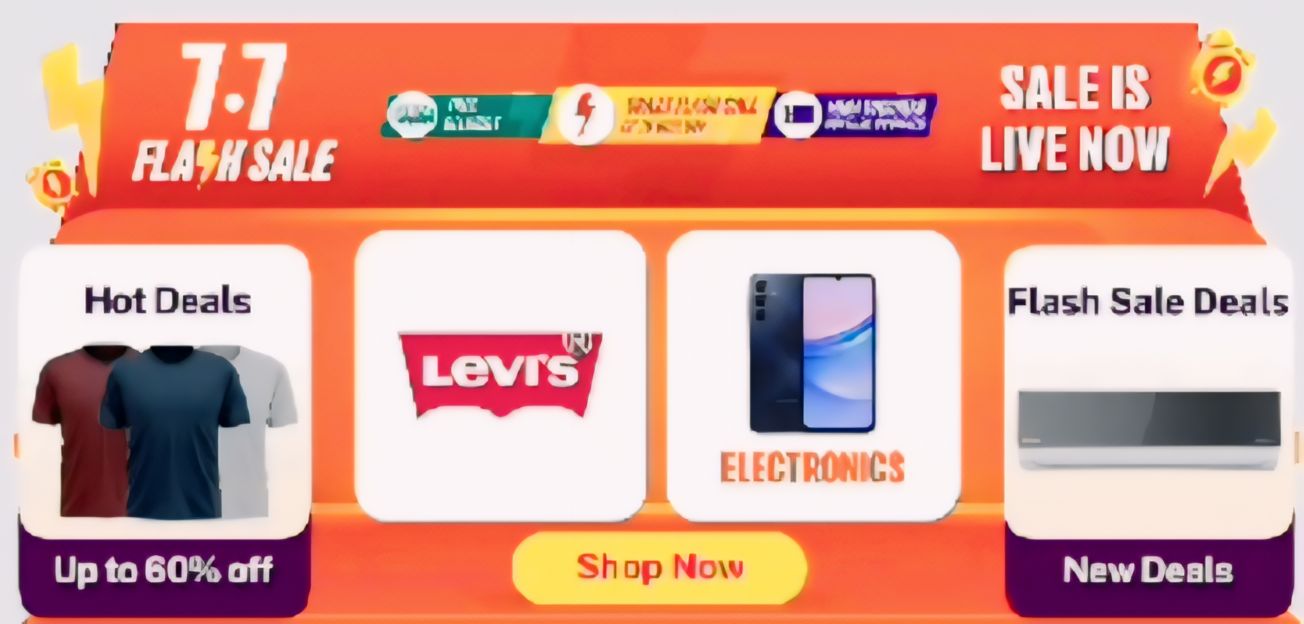 7.7
FLASH SALE
SALE IS
LIVE NOW
Hot Deals
Up to 60% off
Levi's
ELECTRONICS
Flash Sale Deals
New Deals
Shop Now